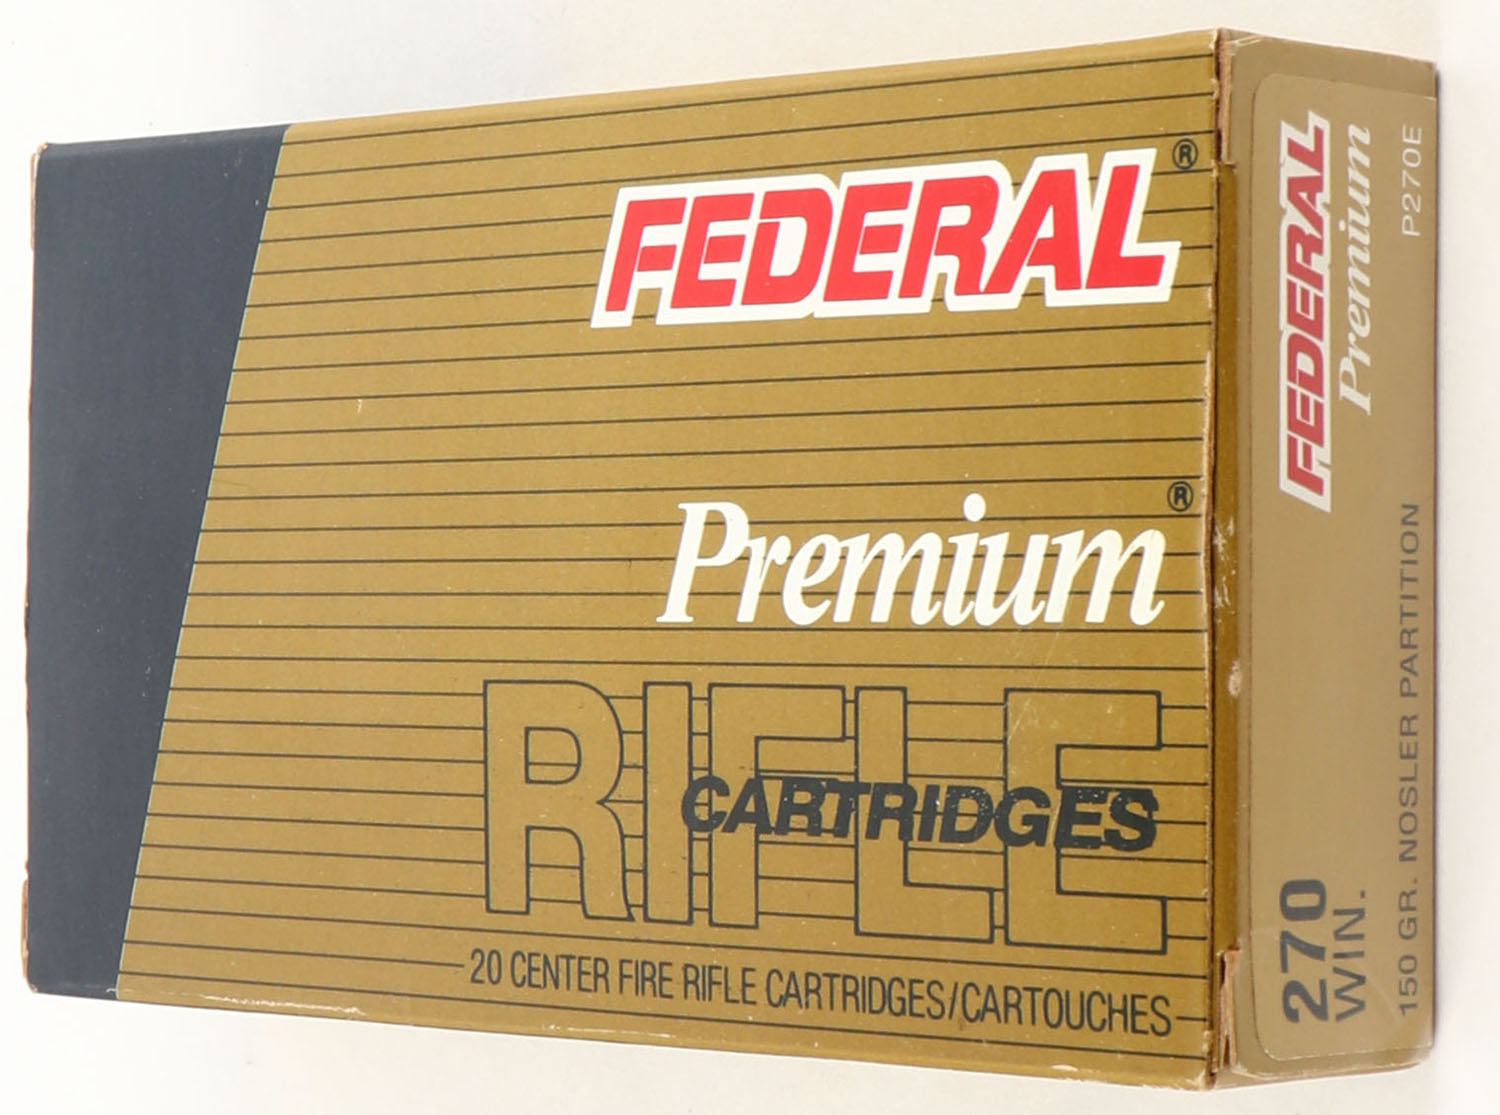 FEDERAL®
Premium®
RIFLE
CARTRIDGES
20 CENTER FIRE RIFLE CARTRIDGES/CARTOUCHES
FEDERAL
Premium
P270E
270
WIN.
150 GR. NOSLER PARTITION